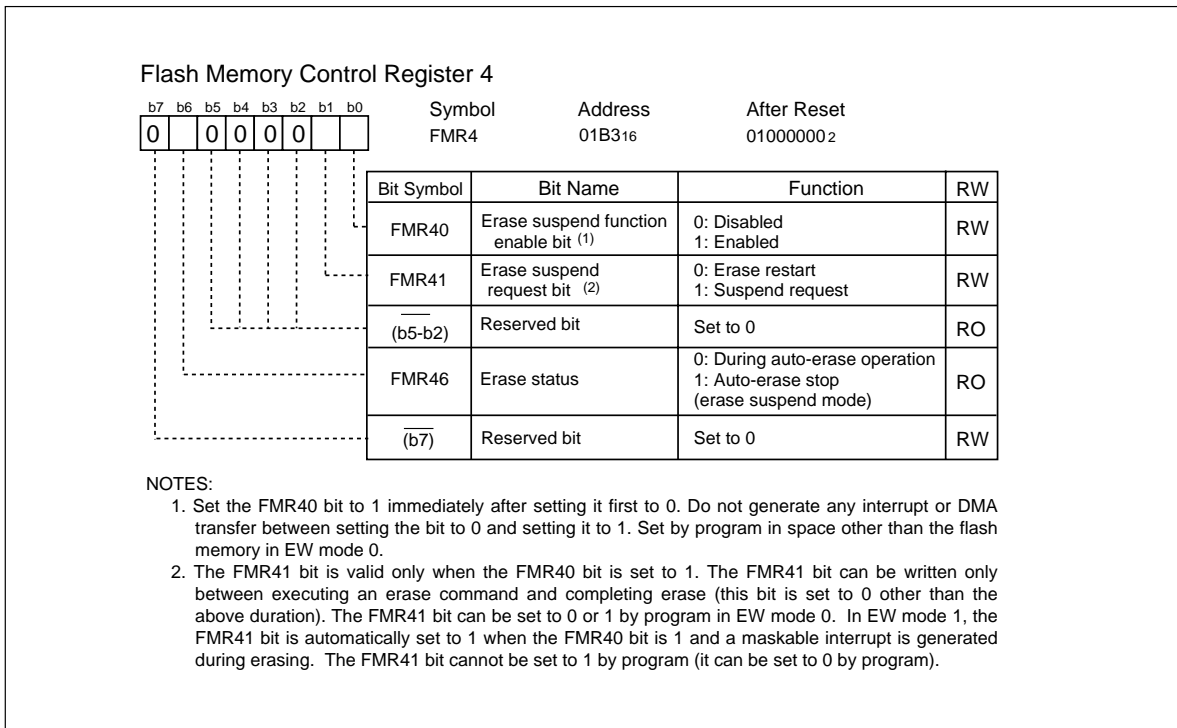 Flash Memory Control Register 4
b7 b6 b5 b4 b3 b2 b1 b0
Symbol Address After Reset
0 0 0 0 0
FMR4 01B316 010000002
Bit Symbol Bit Name Function RW
FMR40 Erase suspend function enable bit (1) 0: Disabled RW
1: Enabled
FMR41 Erase suspend request bit (2) 0: Erase restart RW
1: Suspend request
(b5-b2) Reserved bit Set to 0 RO
FMR46 Erase status 0: During auto-erase operation RO
1: Auto-erase stop
(erase suspend mode)
(b7) Reserved bit Set to 0 RW
NOTES:
1. Set the FMR40 bit to 1 immediately after setting it first to 0. Do not generate any interrupt or DMA
transfer between setting the bit to 0 and setting it to 1. Set by program in space other than the flash
memory in EW mode 0.
2. The FMR41 bit is valid only when the FMR40 bit is set to 1. The FMR41 bit can be written only
between executing an erase command and completing erase (this bit is set to 0 other than the
above duration). The FMR41 bit can be set to 0 or 1 by program in EW mode 0. In EW mode 1, the
FMR41 bit is automatically set to 1 when the FMR40 bit is 1 and a maskable interrupt is generated
during erasing. The FMR41 bit cannot be set to 1 by program (it can be set to 0 by program).